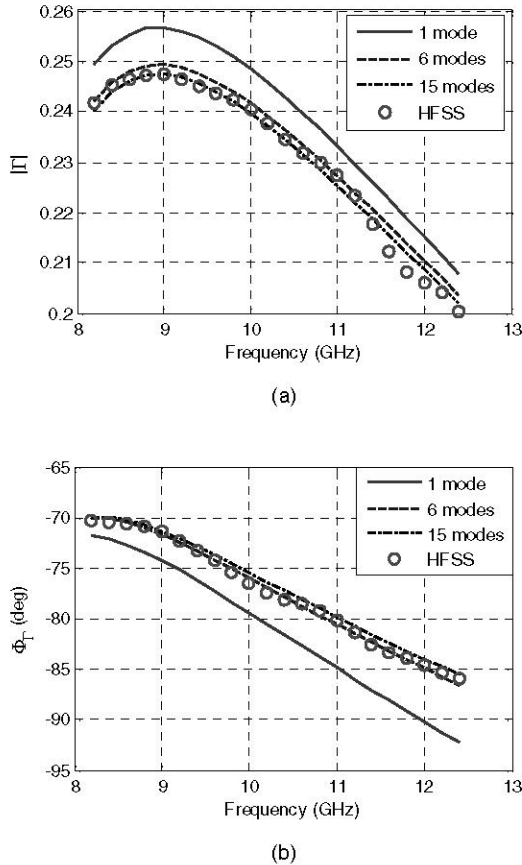 0.26
0.25
0.24
0.23
0.22
0.21
0.2
|Γ|
1 mode
6 modes
15 modes
HFSS
8 9 10 11 12 13
Frequency (GHz)
(a)
-65
-70
-75
-80
-85
-90
-95
Φ_Γ (deg)
1 mode
6 modes
15 modes
HFSS
8 9 10 11 12 13
Frequency (GHz)
(b)